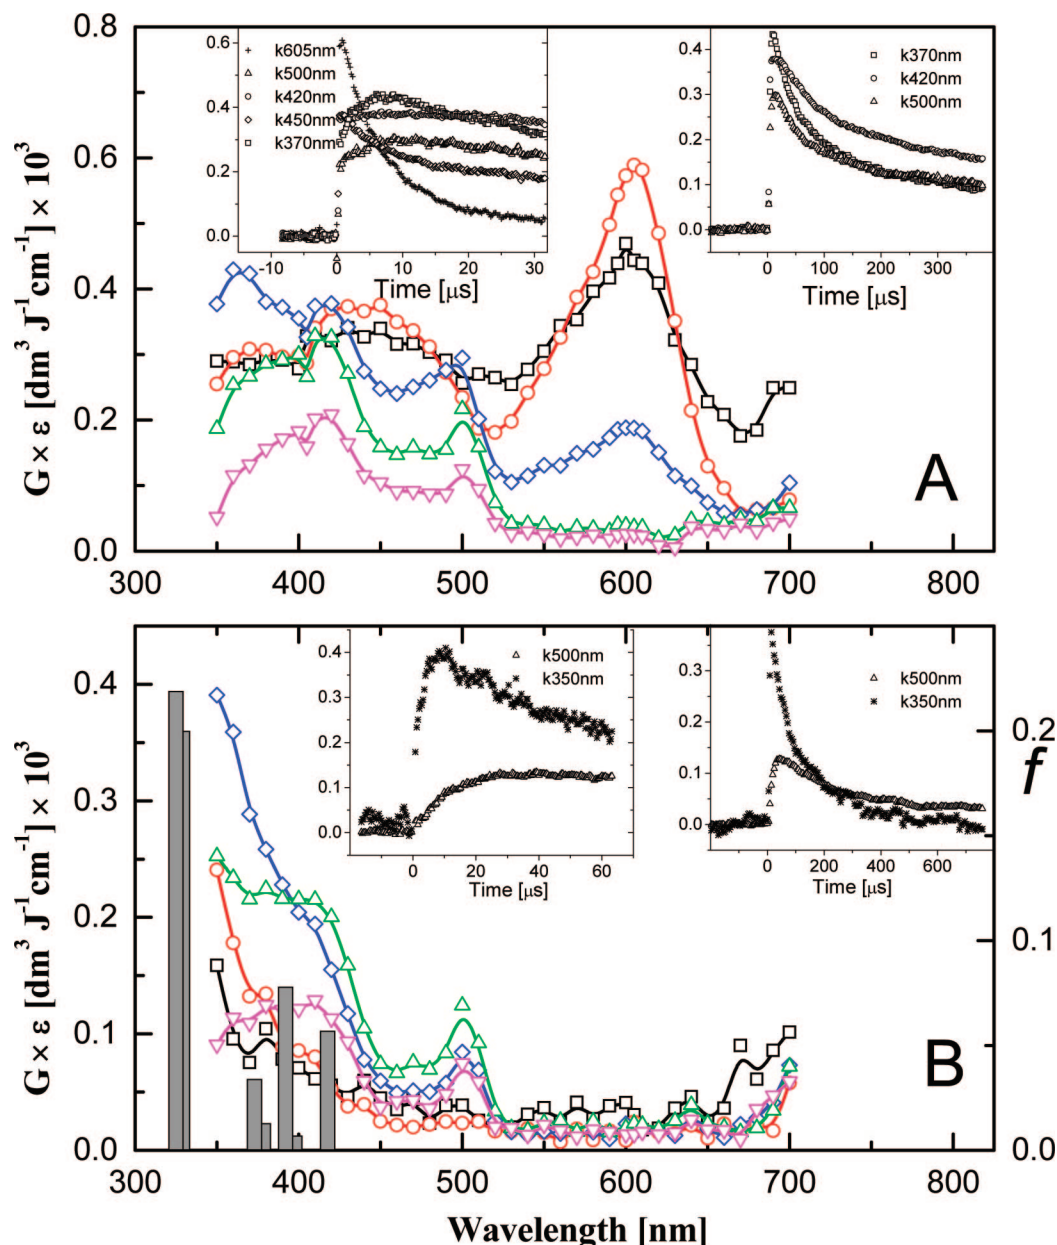 G × ε [dm³ J⁻¹ cm⁻¹] × 10³
0.8
0.6
0.4
0.2
0.0
300 400 500 600 700 800
0.6
0.4
0.2
0.0
k605nm
k500nm
k420nm
k450nm
k370nm
-10 0 10 20 30
Time [μs]
0.4
0.3
0.2
0.1
0.0
k370nm
k420nm
k500nm
0 100 200 300
Time [μs]
A
G × ε [dm³ J⁻¹ cm⁻¹] × 10³
0.4
0.3
0.2
0.1
0.0
0.4
0.3
0.2
0.1
0.0
k500nm
k350nm
0 20 40 60
Time [μs]
0.3
0.2
0.1
0.0
k500nm
k350nm
0 200 400 600
Time [μs]
0.2
f
0.1
0.0
B
300 400 500 600 700 800
Wavelength [nm]